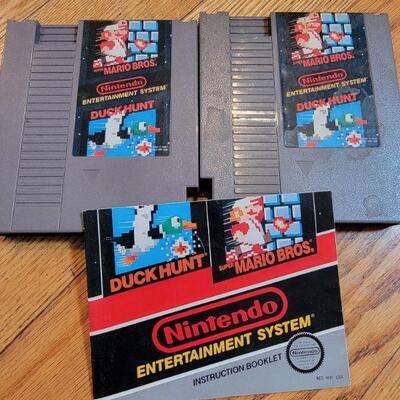 SUPER
MARIO BROS.
Nintendo
ENTERTAINMENT SYSTEM
DUCK HUNT
SUPER
MARIO BROS.
Nintendo
ENTERTAINMENT SYSTEM
DUCK HUNT
DUCK HUNT
SUPER
MARIO BROS.
Nintendo®
ENTERTAINMENT SYSTEM®
INSTRUCTION BOOKLET
Nintendo